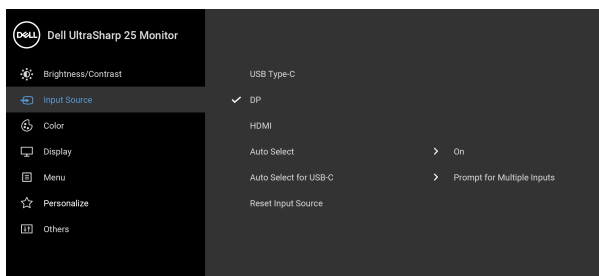 DELL Dell UltraSharp 25 Monitor
Brightness/Contrast
USB Type-C
Input Source
DP
Color
HDMI
Display
Auto Select
On
Menu
Auto Select for USB-C
Prompt for Multiple Inputs
Personalize
Reset Input Source
Others